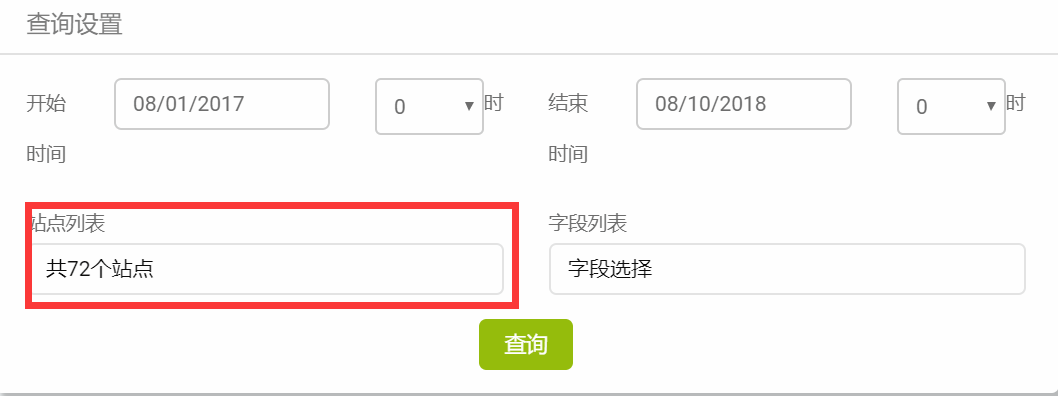 查询设置
开始时间 08/01/2017 0 时 结束时间 08/10/2018 0 时
站点列表 字段列表
共72个站点 字段选择
查询